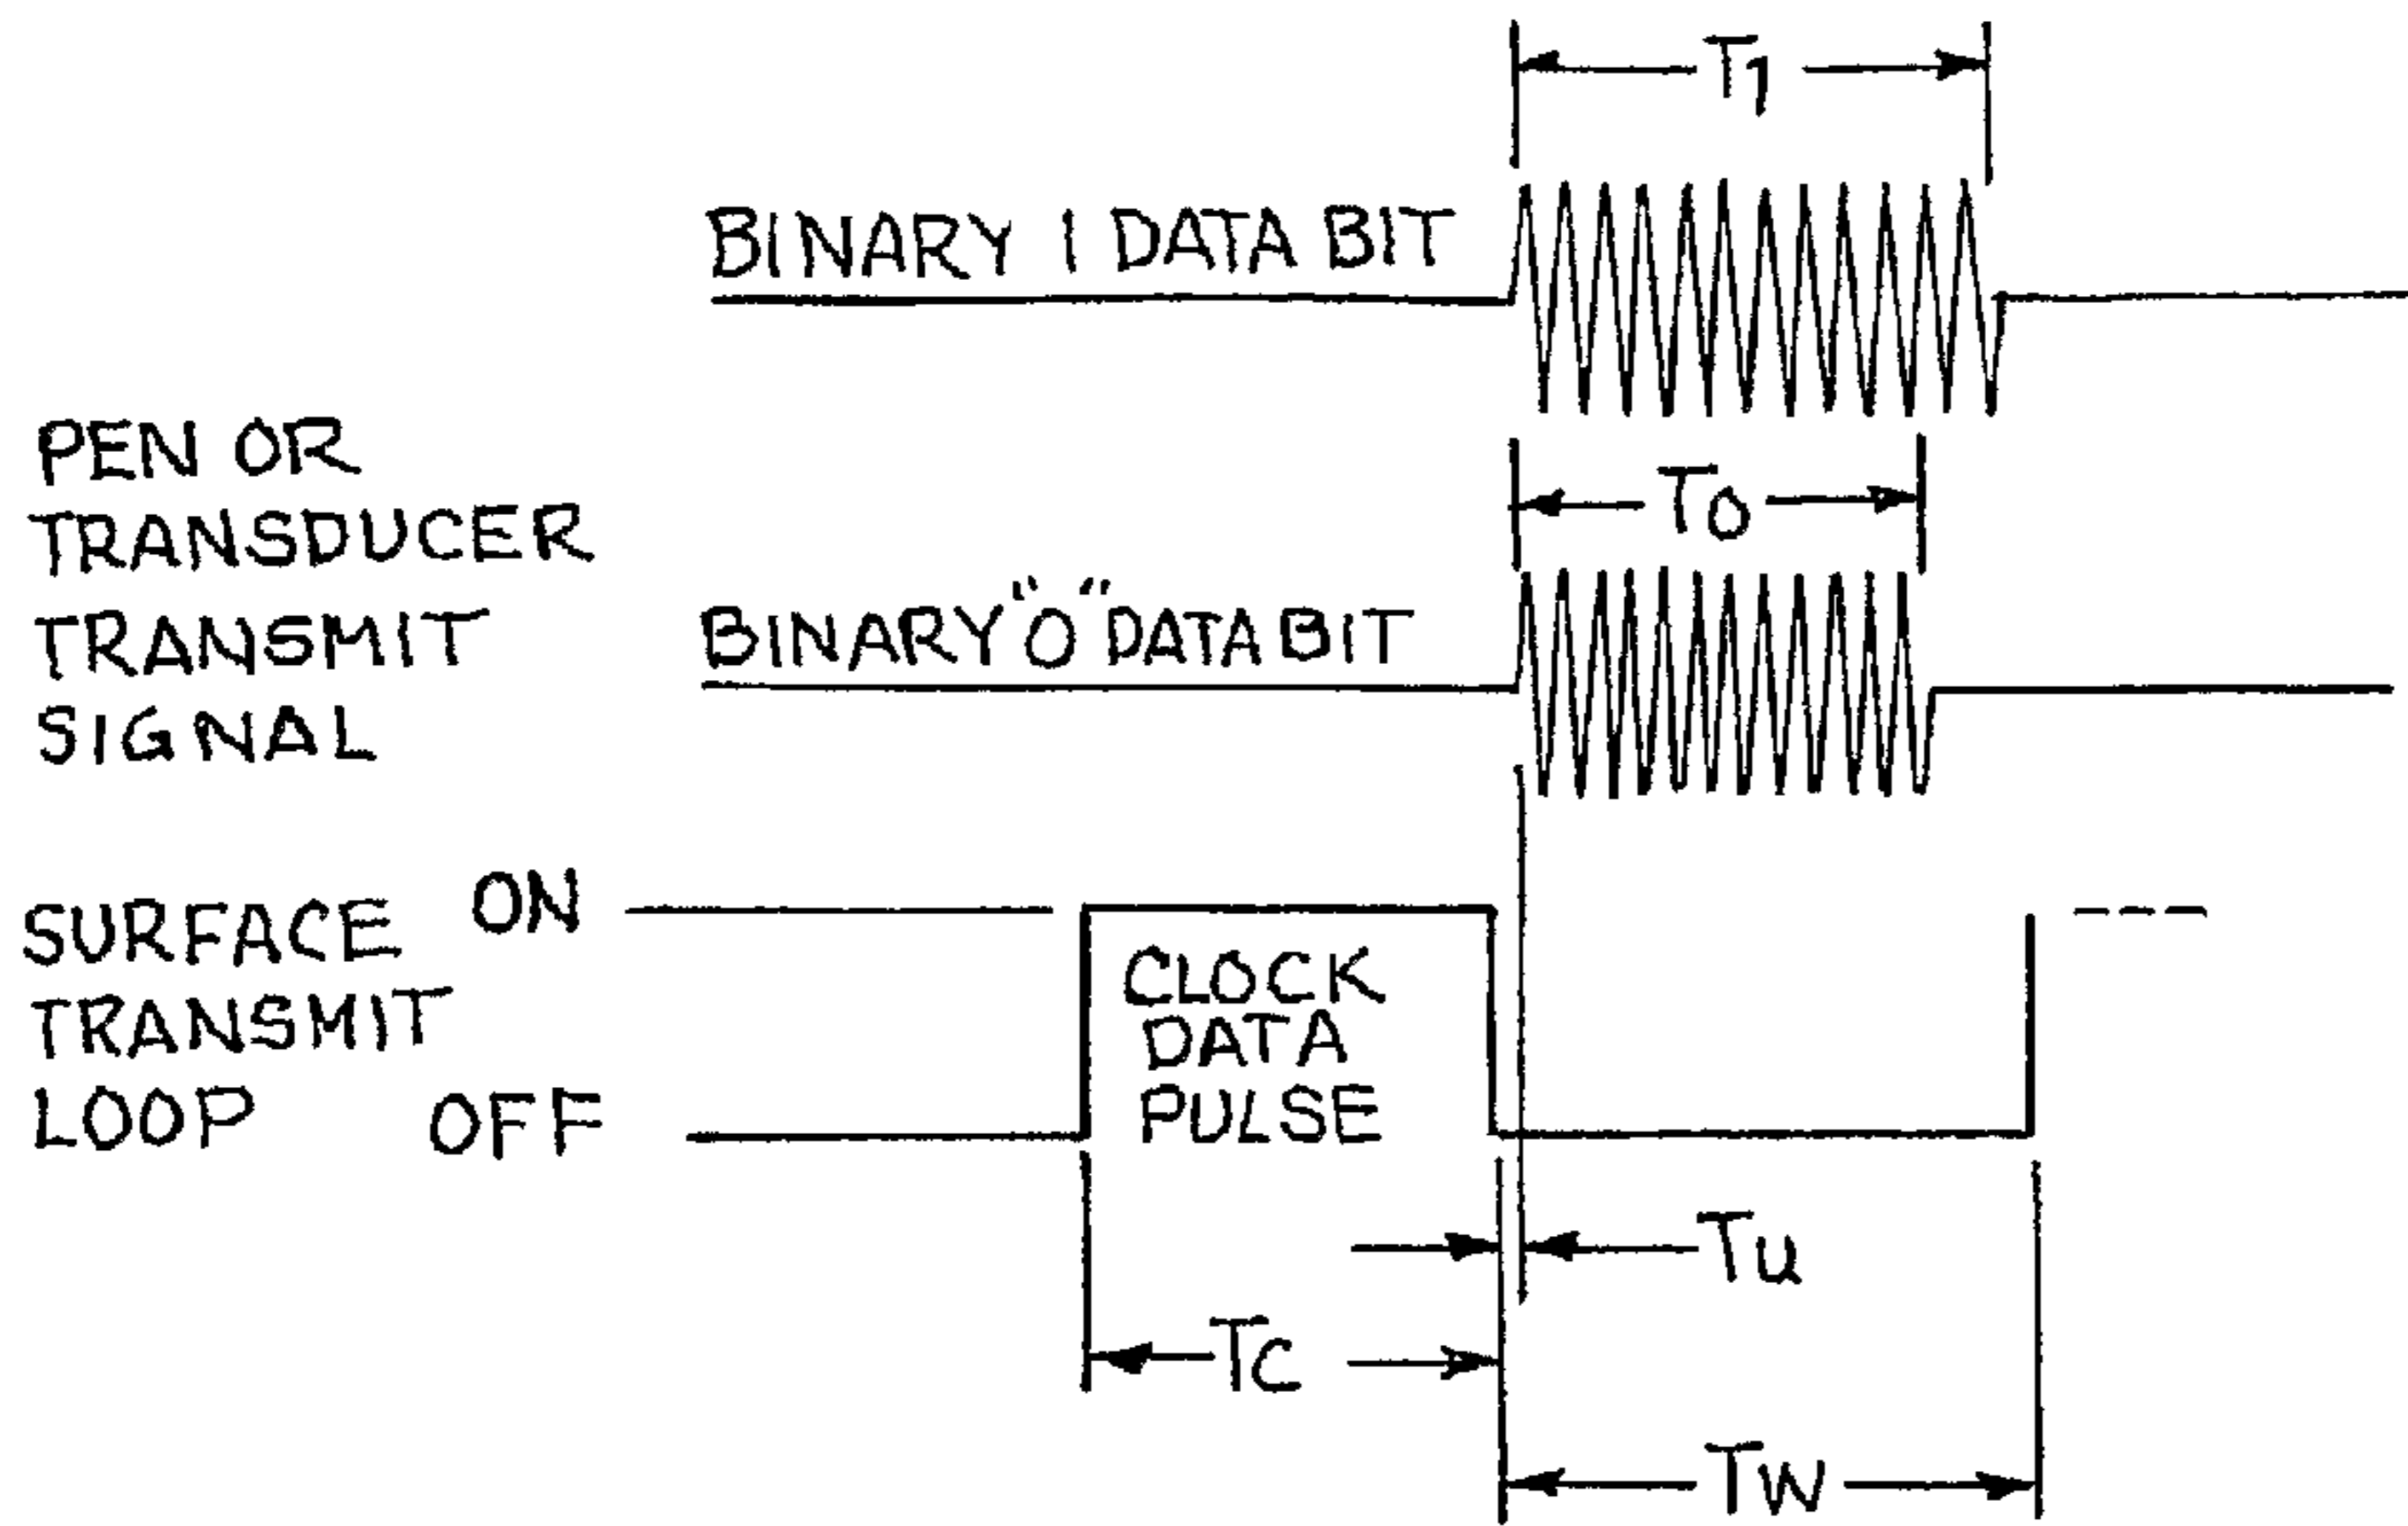 T1
BINARY 1 DATA BIT
PEN OR
TRANSDUCER
TRANSMIT
SIGNAL
TO
BINARY "0" DATA BIT
SURFACE
TRANSMIT
LOOP
ON
OFF
CLOCK
DATA
PULSE
TU
TC
TW